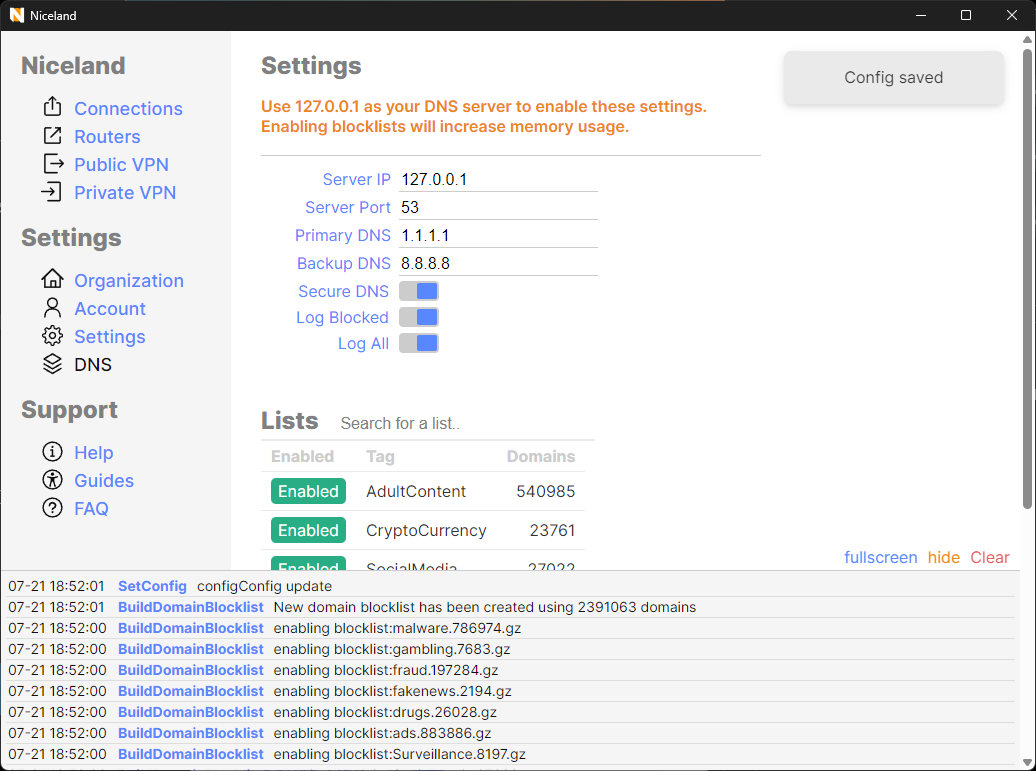 Niceland
Niceland
Connections
Routers
Public VPN
Private VPN
Settings
Organization
Account
Settings
DNS
Support
Help
Guides
FAQ
Settings
Config saved
Use 127.0.0.1 as your DNS server to enable these settings.
Enabling blocklists will increase memory usage.
Server IP 127.0.0.1
Server Port 53
Primary DNS 1.1.1.1
Backup DNS 8.8.8.8
Secure DNS
Log Blocked
Log All
Lists Search for a list..
Enabled Tag Domains
Enabled AdultContent 540985
Enabled CryptoCurrency 23761
Enabled SocialMedia 27022
fullscreen hide Clear
07-21 18:52:01 SetConfig configConfig update
07-21 18:52:01 BuildDomainBlocklist New domain blocklist has been created using 2391063 domains
07-21 18:52:00 BuildDomainBlocklist enabling blocklist:malware.786974.gz
07-21 18:52:00 BuildDomainBlocklist enabling blocklist:gambling.7683.gz
07-21 18:52:00 BuildDomainBlocklist enabling blocklist:fraud.197284.gz
07-21 18:52:00 BuildDomainBlocklist enabling blocklist:fakenews.2194.gz
07-21 18:52:00 BuildDomainBlocklist enabling blocklist:drugs.26028.gz
07-21 18:52:00 BuildDomainBlocklist enabling blocklist:ads.883886.gz
07-21 18:52:00 BuildDomainBlocklist enabling blocklist:Surveillance.8197.gz